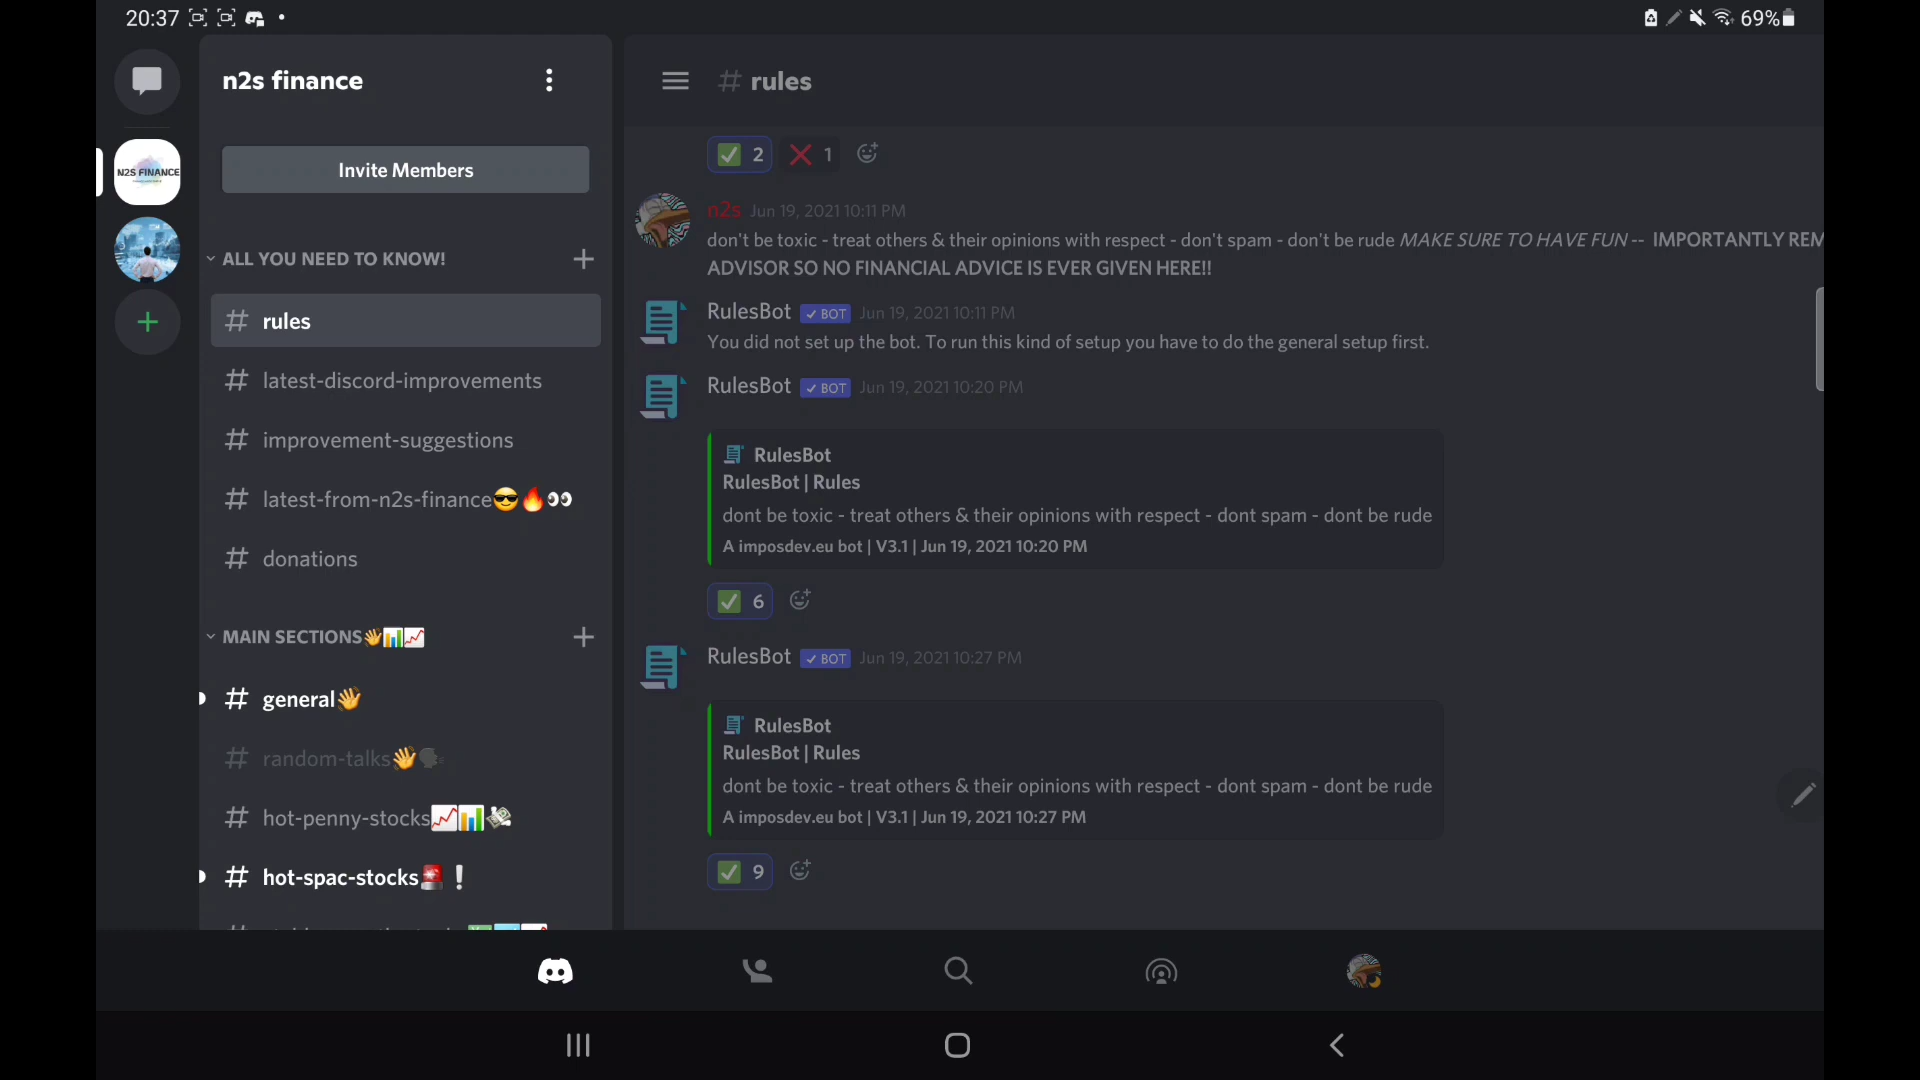 20:37
69%
n2s finance
Invite Members
N2S FINANCE
ALL YOU NEED TO KNOW!
# rules
# latest-discord-improvements
# improvement-suggestions
# latest-from-n2s-finance😎🔥👀
# donations
MAIN SECTIONS👋📊📈
# general👋
# random-talks👋🗣
# hot-penny-stocks📈📊💸
# hot-spac-stocks🚨❗
# rules
✅ 2 ❌ 1
n2s Jun 19, 2021 10:11 PM
don't be toxic - treat others & their opinions with respect - don't spam - don't be rude MAKE SURE TO HAVE FUN -- IMPORTANTLY REM
ADVISOR SO NO FINANCIAL ADVICE IS EVER GIVEN HERE!!
RulesBot ✓ BOT Jun 19, 2021 10:11 PM
You did not set up the bot. To run this kind of setup you have to do the general setup first.
RulesBot ✓ BOT Jun 19, 2021 10:20 PM
RulesBot
RulesBot | Rules
dont be toxic - treat others & their opinions with respect - dont spam - dont be rude
A imposdev.eu bot | V3.1 | Jun 19, 2021 10:20 PM
✅ 6
RulesBot ✓ BOT Jun 19, 2021 10:27 PM
RulesBot
RulesBot | Rules
dont be toxic - treat others & their opinions with respect - dont spam - dont be rude
A imposdev.eu bot | V3.1 | Jun 19, 2021 10:27 PM
✅ 9